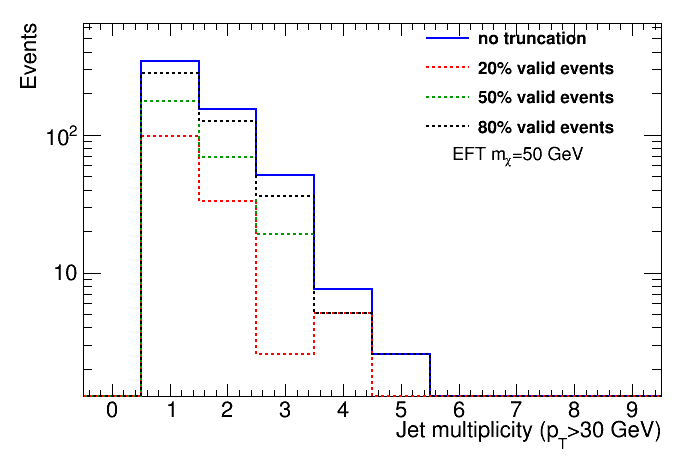 Events
no truncation
20% valid events
50% valid events
80% valid events
EFT mχ=50 GeV
10²
10
0 1 2 3 4 5 6 7 8 9
Jet multiplicity (pT>30 GeV)